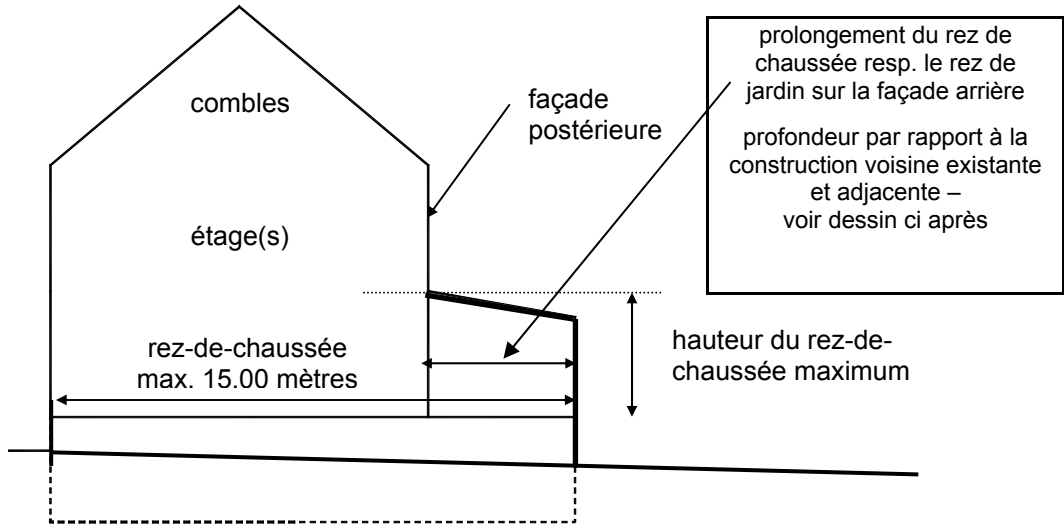 combles
façade
postérieure
prolongement du rez de
chaussée resp. le rez de
jardin sur la façade arrière
profondeur par rapport à la
construction voisine existante
et adjacente –
voir dessin ci après
étage(s)
rez-de-chaussée
max. 15.00 mètres
hauteur du rez-de-
chaussée maximum